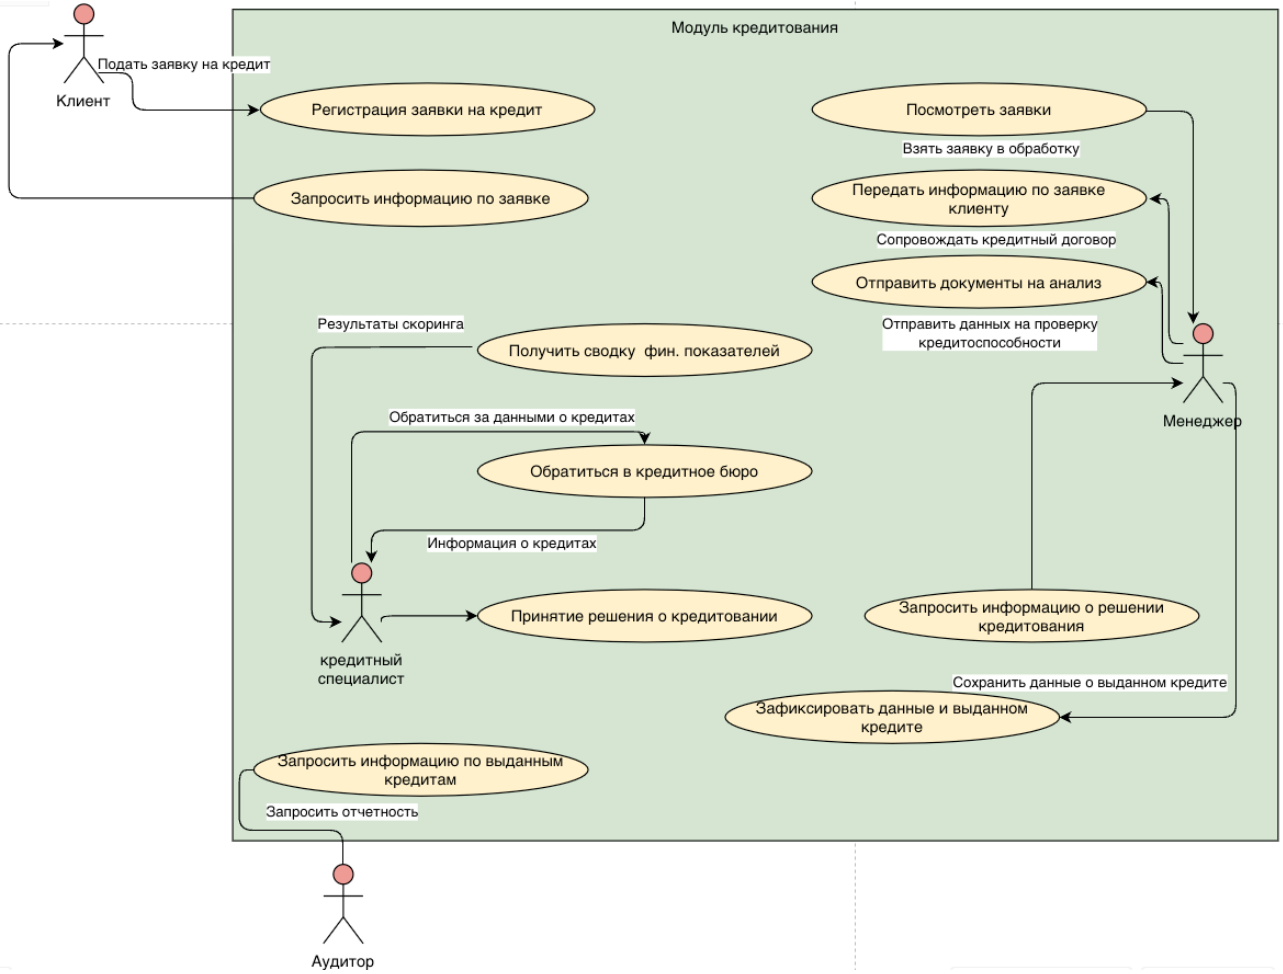 Модуль кредитования
Подать заявку на кредит
Клиент
Регистрация заявки на кредит
Посмотреть заявки
Взять заявку в обработку
Запросить информацию по заявке
Передать информацию по заявке
клиенту
Сопровождать кредитный договор
Отправить документы на анализ
Результаты скоринга
Отправить данных на проверку
кредитоспособности
Получить сводку фин. показателей
Менеджер
Обратиться за данными о кредитах
Обратиться в кредитное бюро
Информация о кредитах
Принятие решения о кредитовании
Запросить информацию о решении
кредитования
кредитный
специалист
Сохранить данные о выданном кредите
Зафиксировать данные и выданном
кредите
Запросить информацию по выданным
кредитам
Запросить отчетность
Аудитор